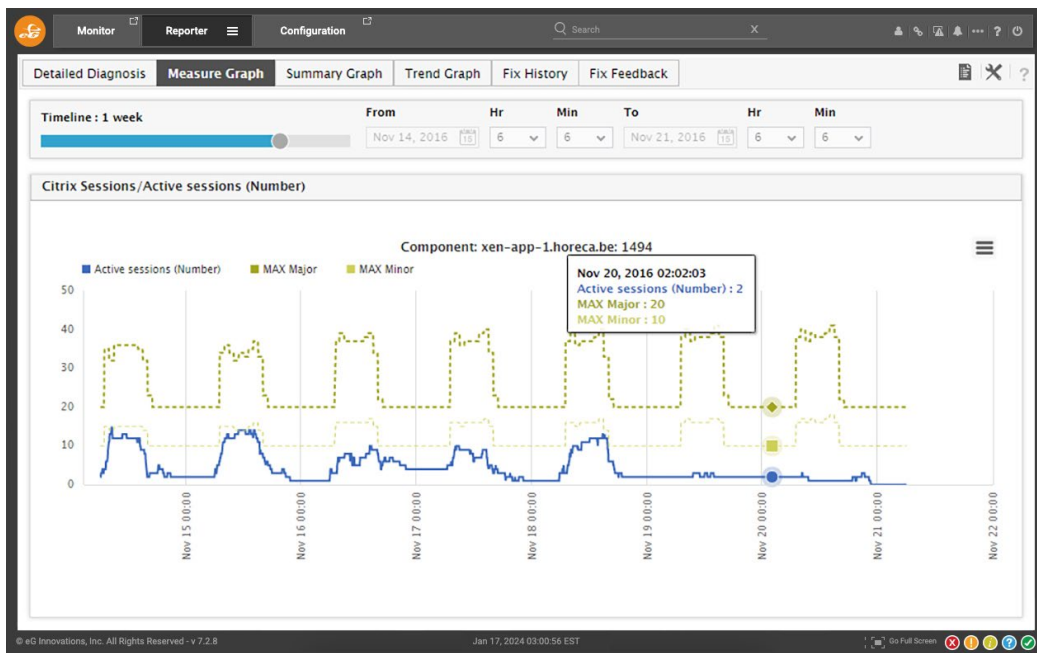 eG
Monitor Reporter Configuration Search X ?
Detailed Diagnosis Measure Graph Summary Graph Trend Graph Fix History Fix Feedback ?
Timeline : 1 week From Hr Min To Hr Min
Nov 14, 2016 15 6 6 Nov 21, 2016 15 6 6
Citrix Sessions/Active sessions (Number)
Component: xen-app-1.horeca.be: 1494
Active sessions (Number) MAX Major MAX Minor
Nov 20, 2016 02:02:03
Active sessions (Number) : 2
MAX Major : 20
MAX Minor : 10
50
40
30
20
10
0
Nov 15 00:00
Nov 16 00:00
Nov 17 00:00
Nov 18 00:00
Nov 19 00:00
Nov 20 00:00
Nov 21 00:00
Nov 22 00:00
© eG Innovations, Inc. All Rights Reserved - v 7.2.8 Jan 17, 2024 03:00:56 EST Go Full Screen